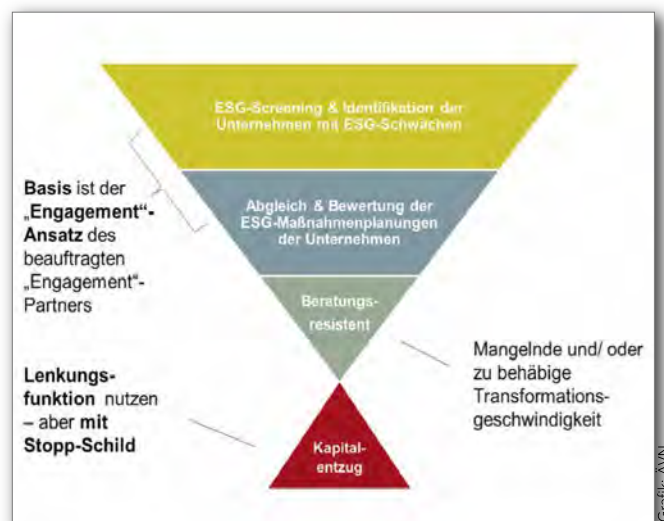 ESG-Screening & Identifikation der
Unternehmen mit ESG-Schwächen
Abgleich & Bewertung der
ESG-Maßnahmenplanungen
der Unternehmen
Basis ist der
„Engagement“-
Ansatz des
beauftragten
„Engagement“-
Partners
Beratungs-
resistent
Mangelnde und/ oder
zu behäbige
Transformations-
geschwindigkeit
Lenkungs-
funktion nutzen
– aber mit
Stopp-Schild
Kapital-
entzug
Grafik: ÄVN